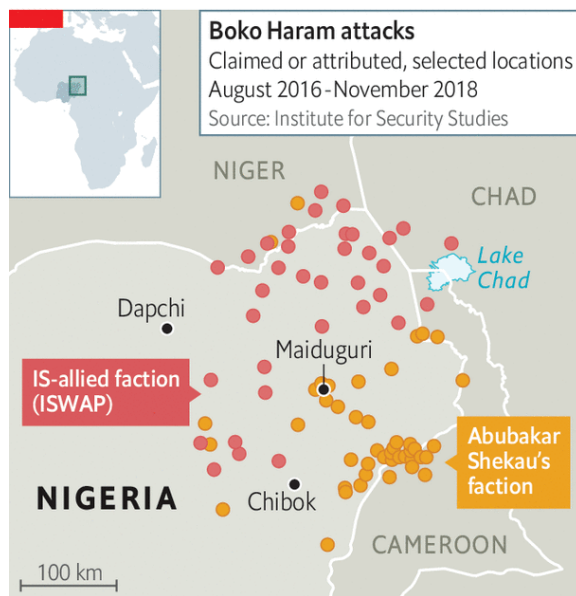 Boko Haram attacks
Claimed or attributed, selected locations
August 2016-November 2018
Source: Institute for Security Studies
NIGER
CHAD
Lake
Chad
Dapchi
Maiduguri
IS-allied faction
(ISWAP)
Abubakar
Shekau’s
faction
NIGERIA
Chibok
CAMEROON
100 km